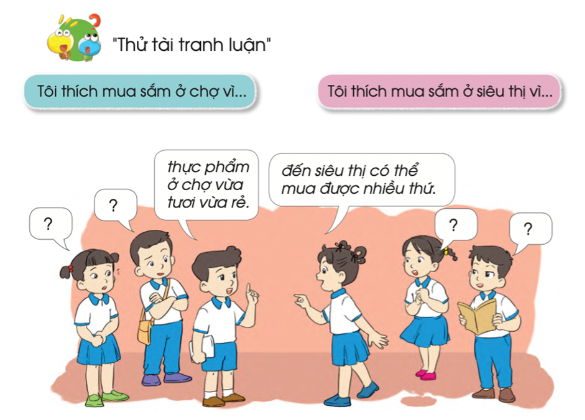 "Thử tài tranh luận"
Tôi thích mua sắm ở chợ vì...
Tôi thích mua sắm ở siêu thị vì...
thực phẩm
ở chợ vừa
tươi vừa rẻ.
đến siêu thị có thể
mua được nhiều thứ.
?
?
?
?